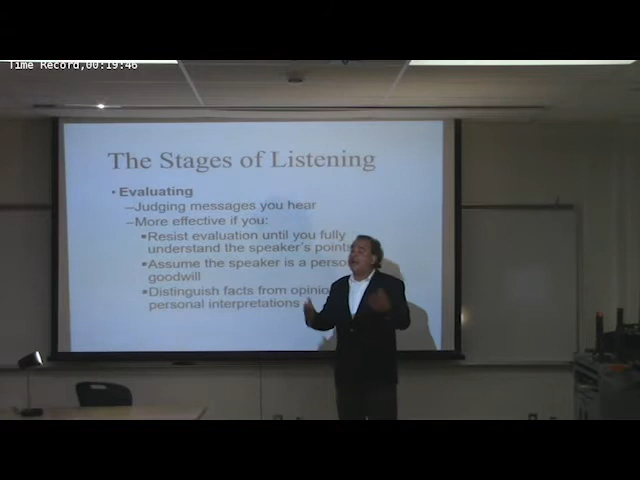 Time Record,00:19:46
The Stages of Listening
• Evaluating
–Judging messages you hear
–More effective if you:
▪Resist evaluation until you fully
understand the speaker's points
▪Assume the speaker is a
goodwill
▪Distinguish facts from
personal interpretations